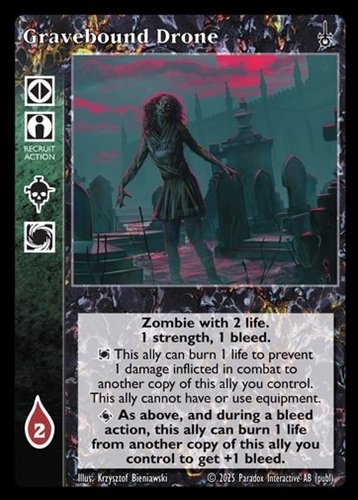 Gravebound Drone
RECRUIT
ACTION
Zombie with 2 life.
1 strength, 1 bleed.
This ally can burn 1 life to prevent
1 damage inflicted in combat to
another copy of this ally you control.
This ally cannot have or use equipment.
As above, and during a bleed
action, this ally can burn 1 life
from another copy of this ally you
control to get +1 bleed.
2
Illus: Krzysztof Bieniawski © 2025 Paradox Interactive AB (publ)